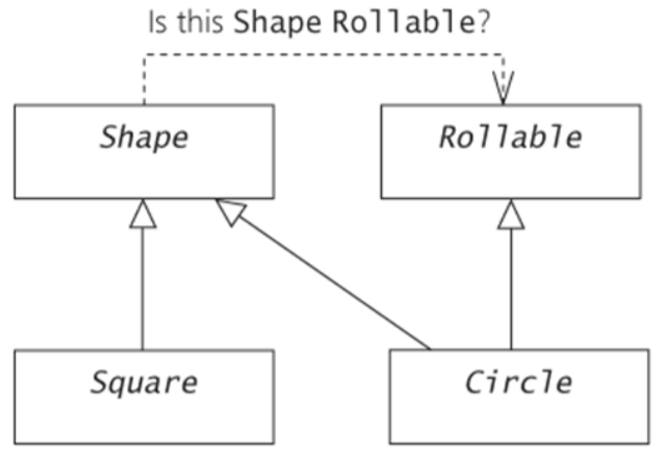 Is this Shape Rollable?
Shape
Rollable
Square
Circle